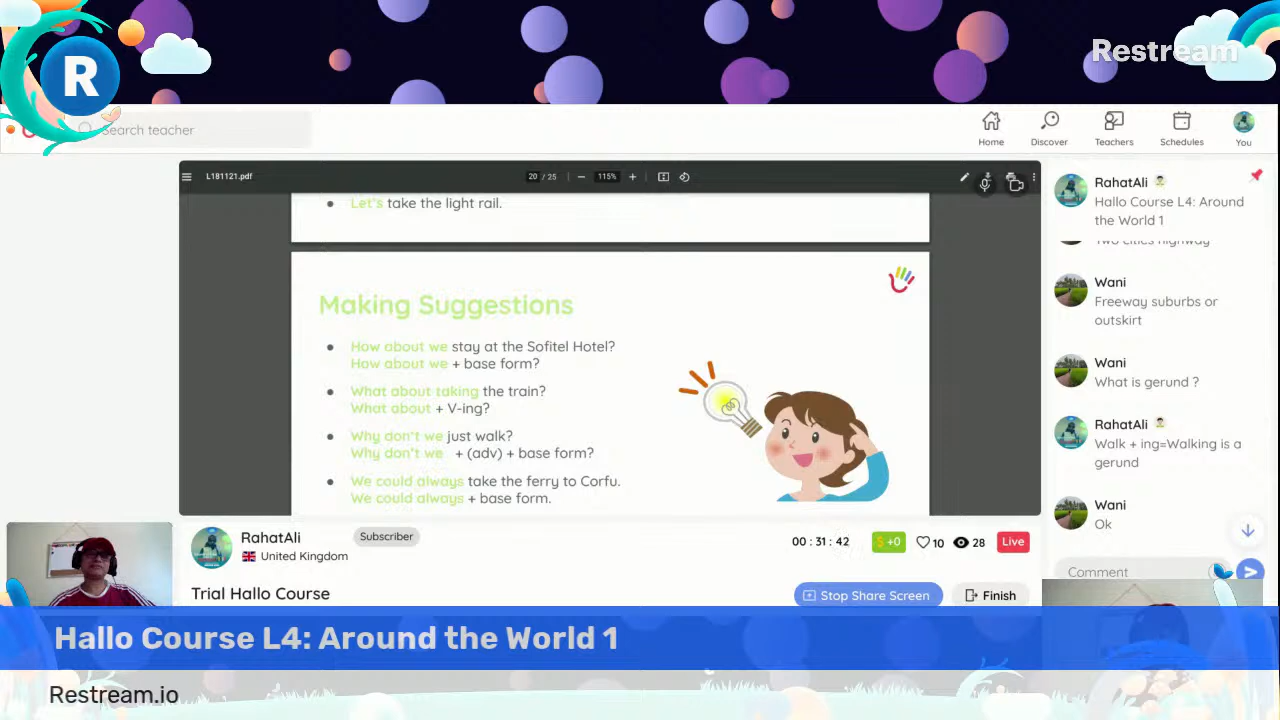 R
Restream
Search teacher
Home
Discover
Teachers
Schedules
You
L181121.pdf
20 / 25
115%
Let's take the light rail.
Making Suggestions
How about we stay at the Sofitel Hotel?
How about we + base form?
What about taking the train?
What about + V-ing?
Why don't we just walk?
Why don't we + (adv) + base form?
We could always take the ferry to Corfu.
We could always + base form.
RahatAli
Hallo Course L4: Around
the World 1
Two cities highway
Wani
Freeway suburbs or
outskirt
Wani
What is gerund ?
RahatAli
Walk + ing=Walking is a
gerund
Wani
Ok
Comment
RahatAli
Subscriber
United Kingdom
00 : 31 : 42
$ +0
10
28
Live
Trial Hallo Course
Stop Share Screen
Finish
Hallo Course L4: Around the World 1
Restream.io